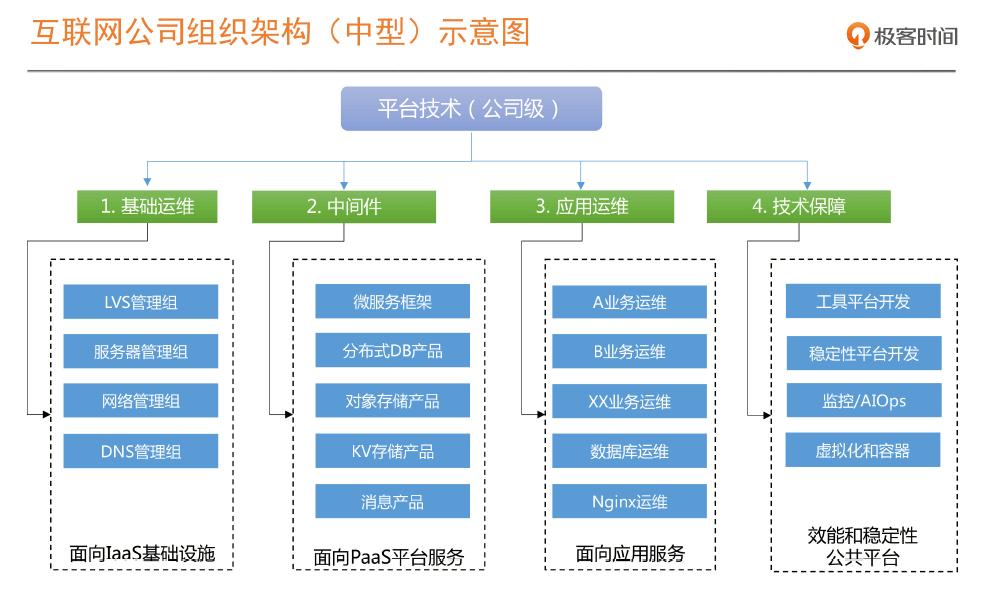 互联网公司组织架构（中型）示意图
极客时间
平台技术（公司级）
1. 基础运维
2. 中间件
3. 应用运维
4. 技术保障
LVS管理组
服务器管理组
网络管理组
DNS管理组
面向IaaS基础设施
微服务框架
分布式DB产品
对象存储产品
KV存储产品
消息产品
面向PaaS平台服务
A业务运维
B业务运维
XX业务运维
数据库运维
Nginx运维
面向应用服务
工具平台开发
稳定性平台开发
监控/AIOps
虚拟化和容器
效能和稳定性
公共平台